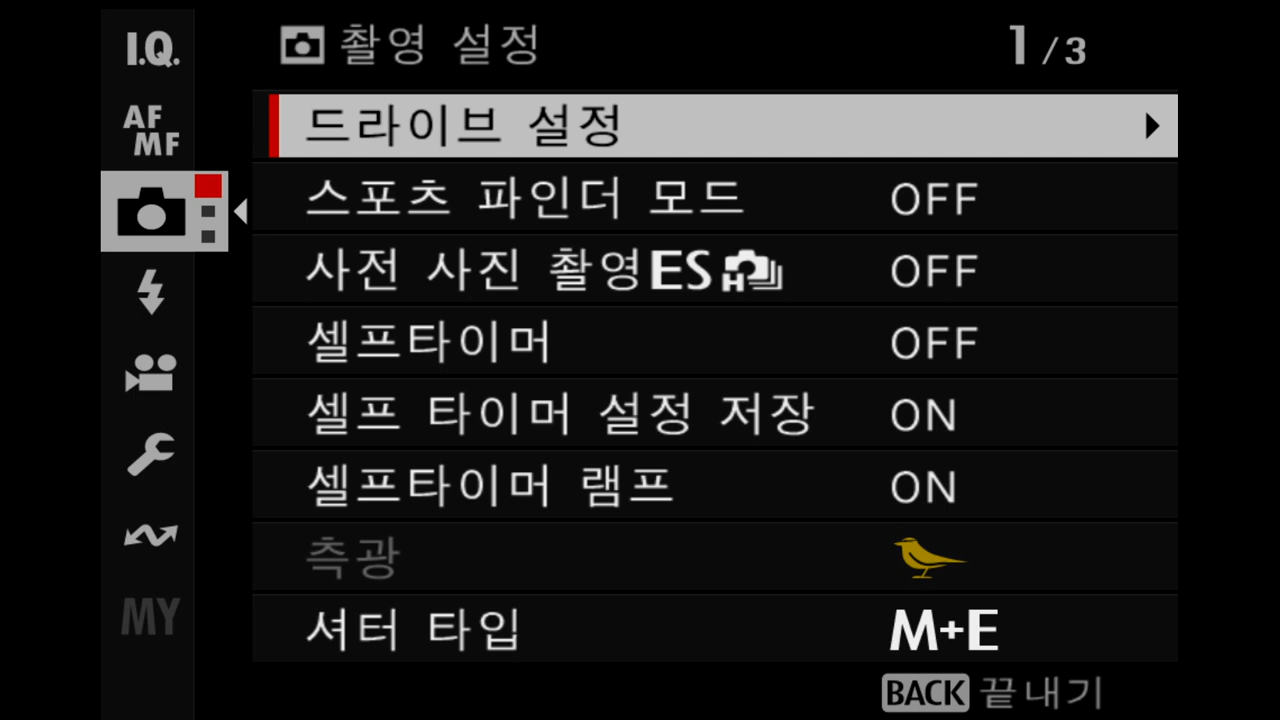 I.Q.
AF
MF
MY
촬영 설정 1/3
드라이브 설정
스포츠 파인더 모드 OFF
사전 사진 촬영ES H OFF
셀프타이머 OFF
셀프 타이머 설정 저장 ON
셀프타이머 램프 ON
측광
셔터 타입 M+E
BACK 끝내기